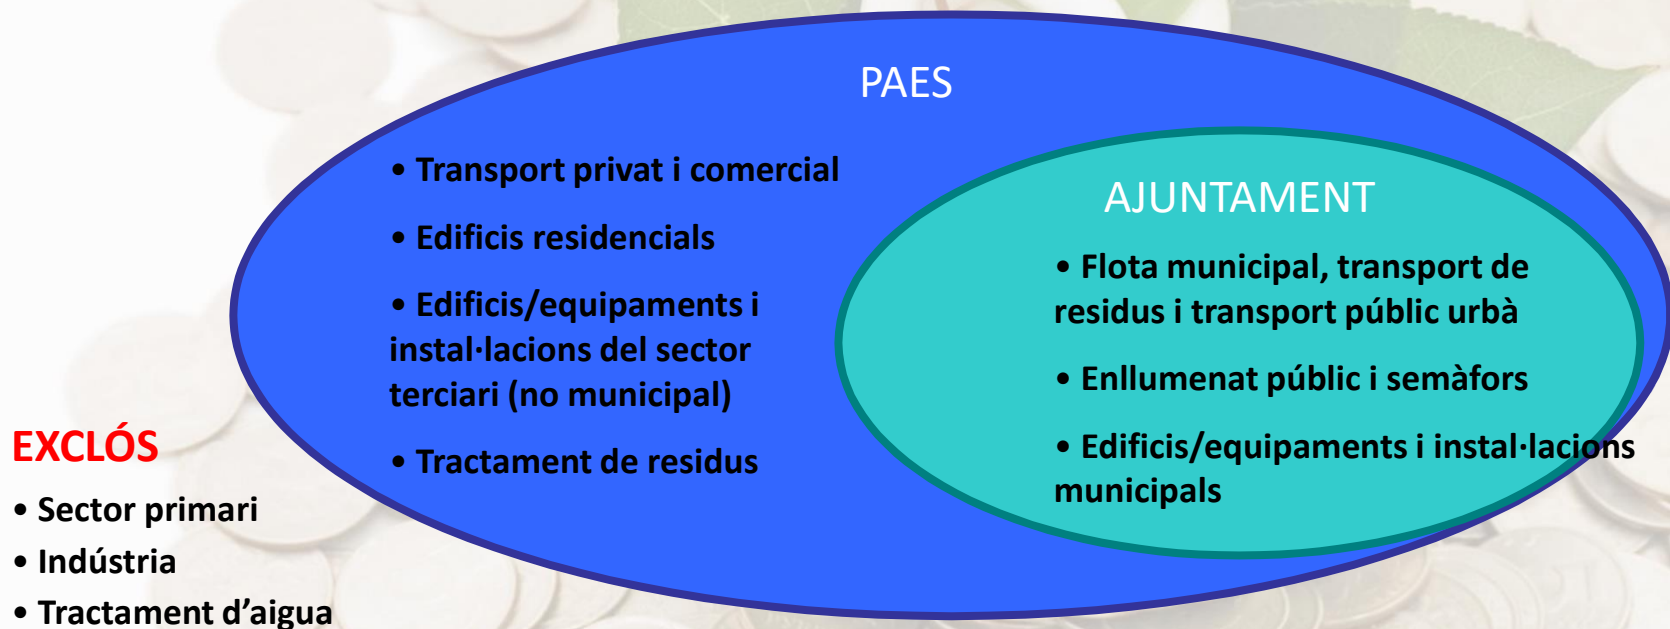 PAES
• Transport privat i comercial
• Edificis residencials
• Edificis/equipaments i
instal·lacions del sector
terciari (no municipal)
• Tractament de residus
AJUNTAMENT
• Flota municipal, transport de
residus i transport públic urbà
• Enllumenat públic i semàfors
• Edificis/equipaments i instal·lacions
municipals
EXCLÓS
• Sector primari
• Indústria
• Tractament d’aigua